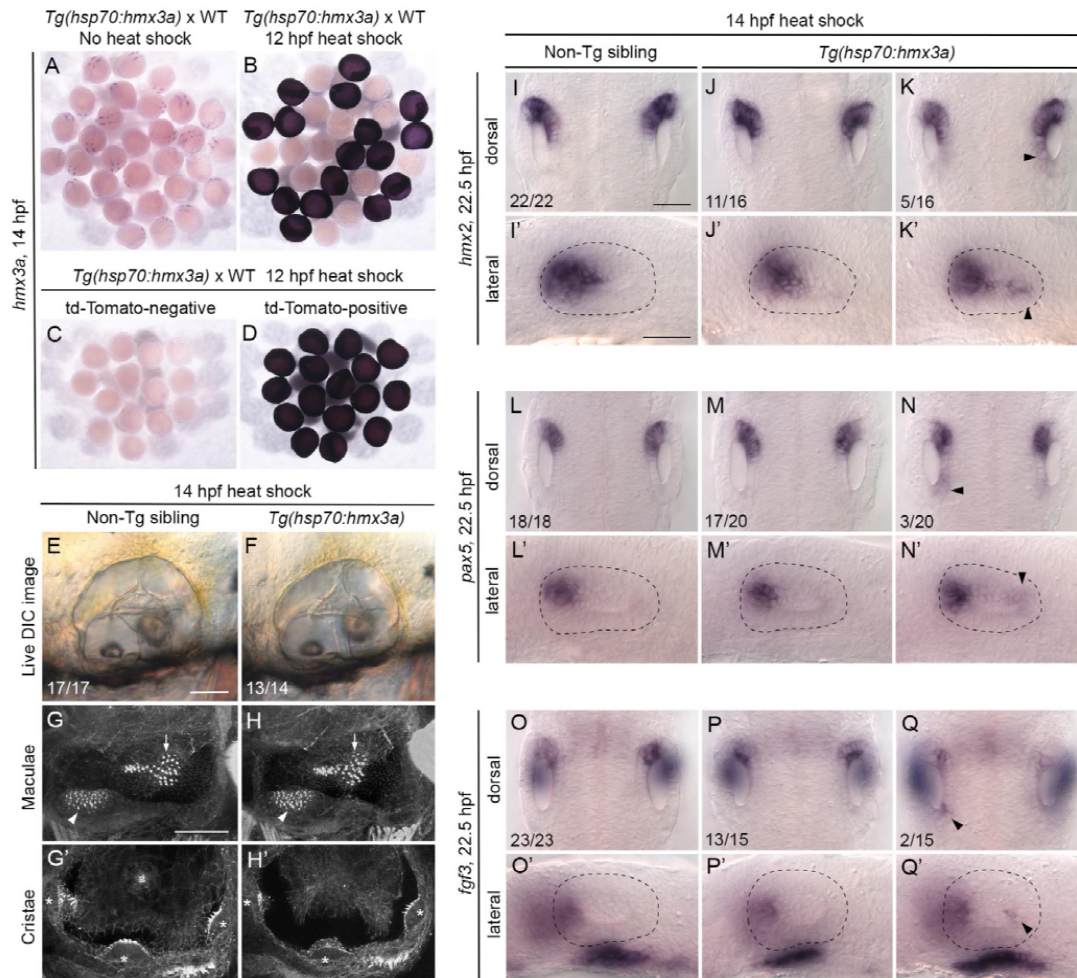 Tg(hsp70:hmx3a) x WT Tg(hsp70:hmx3a) x WT
No heat shock 12 hpf heat shock
hmx3a, 14 hpf
A B
Tg(hsp70:hmx3a) x WT 12 hpf heat shock
td-Tomato-negative td-Tomato-positive
C D
14 hpf heat shock
Non-Tg sibling Tg(hsp70:hmx3a)
Live DIC image
E F
17/17 13/14
Maculae
G H
Cristae
G' H'
* * * * * *
14 hpf heat shock
Non-Tg sibling Tg(hsp70:hmx3a)
hmx2, 22.5 hpf
dorsal
I J K
22/22 11/16 5/16
lateral
I' J' K'
pax5, 22.5 hpf
dorsal
L M N
18/18 17/20 3/20
lateral
L' M' N'
fgf3, 22.5 hpf
dorsal
O P Q
23/23 13/15 2/15
lateral
O' P' Q'